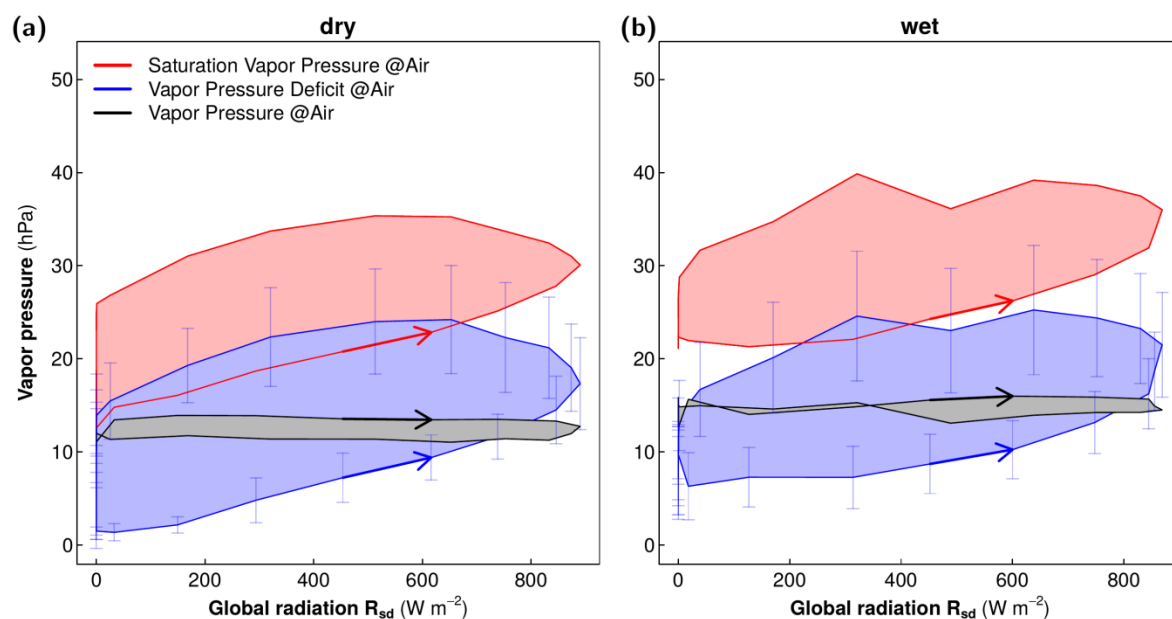 (a) dry (b) wet
Saturation Vapor Pressure @Air
Vapor Pressure Deficit @Air
Vapor Pressure @Air
Vapor pressure (hPa)
50 50
40 40
30 30
20 20
10 10
0 0
0 200 400 600 800 0 200 400 600 800
Global radiation Rsd (W m−2) Global radiation Rsd (W m−2)